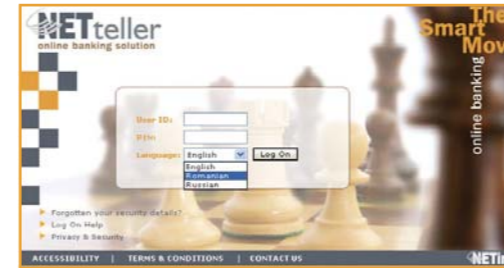 NETteller
online banking solution
The
Smart
Mov
online banking
User ID:
PIN:
Language: English Log On
English
Romanian
Russian
Forgotten your security details?
Log On Help
Privacy & Security
ACCESSIBILITY | TERMS & CONDITIONS | CONTACT US
NETt